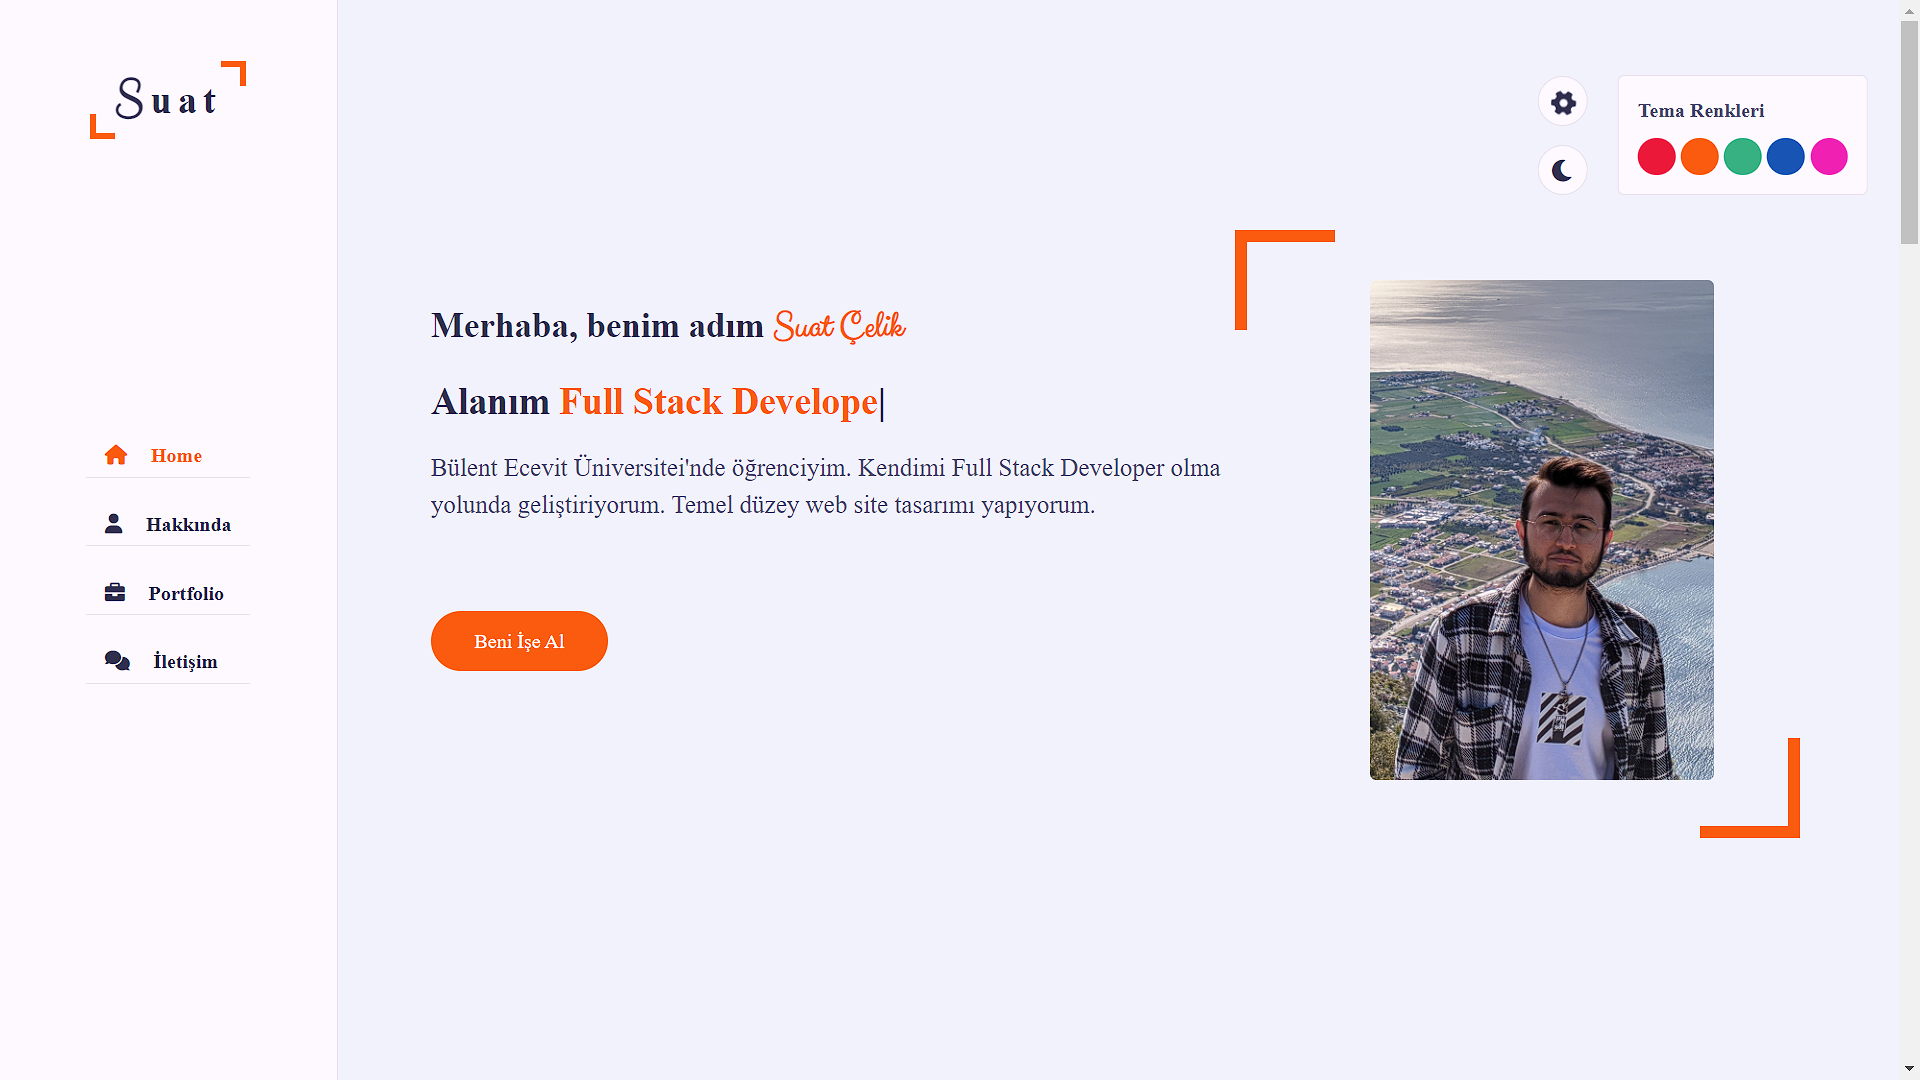 Suat
Tema Renkleri
Merhaba, benim adım Suat Çelik
Alanım Full Stack Develope|
Bülent Ecevit Üniversitei'nde öğrenciyim. Kendimi Full Stack Developer olma
yolunda geliştiriyorum. Temel düzey web site tasarımı yapıyorum.
Beni İşe Al
Home
Hakkında
Portfolio
İletişim